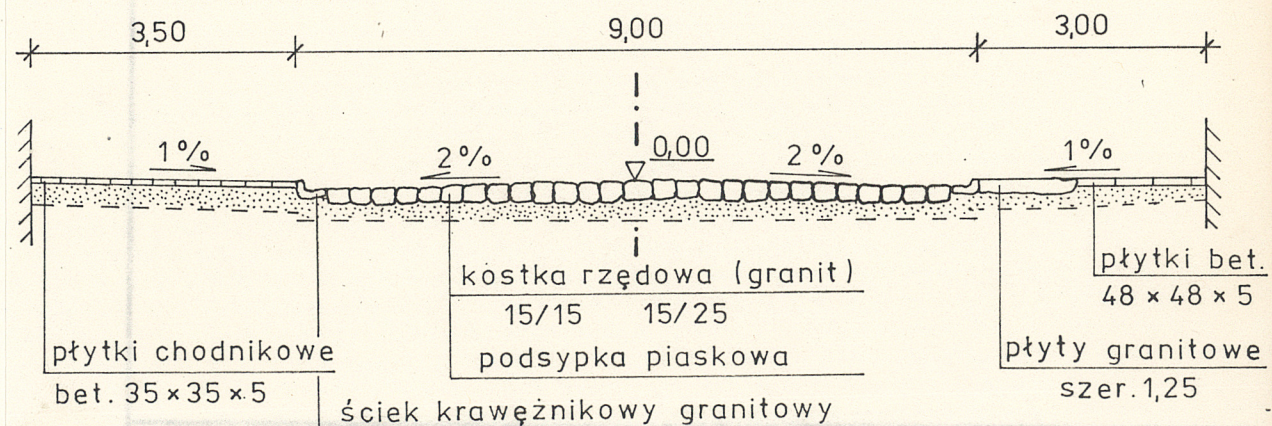 3,50 9,00 3,00
1% 2% 0,00 2% 1%
kostka rzędowa (granit)
15/15 15/25
podsypka piaskowa
płytki bet.
48 × 48 × 5
płytki chodnikowe
bet. 35 × 35 × 5
płyty granitowe
szer. 1,25
ściek krawężnikowy granitowy